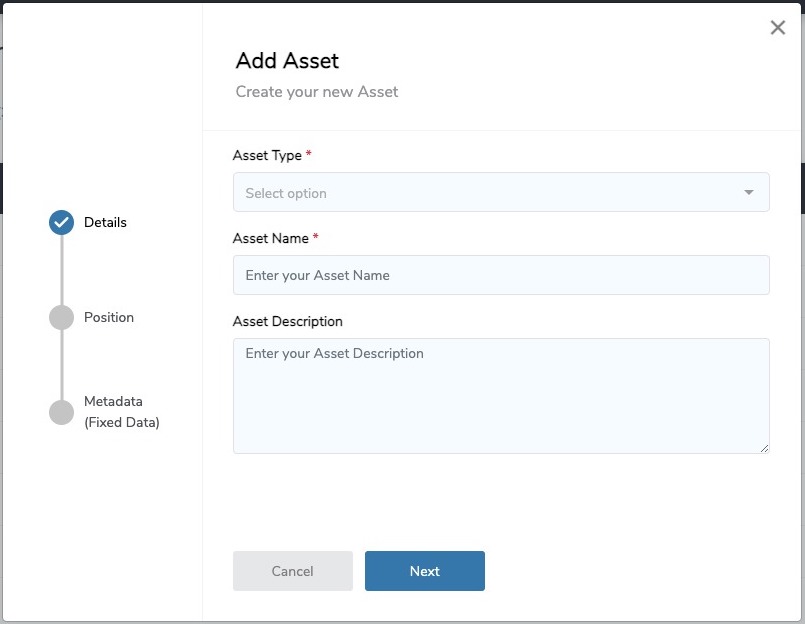 Add Asset
Create your new Asset
Asset Type *
Select option
Details
Asset Name *
Enter your Asset Name
Position
Asset Description
Enter your Asset Description
Metadata
(Fixed Data)
Cancel
Next